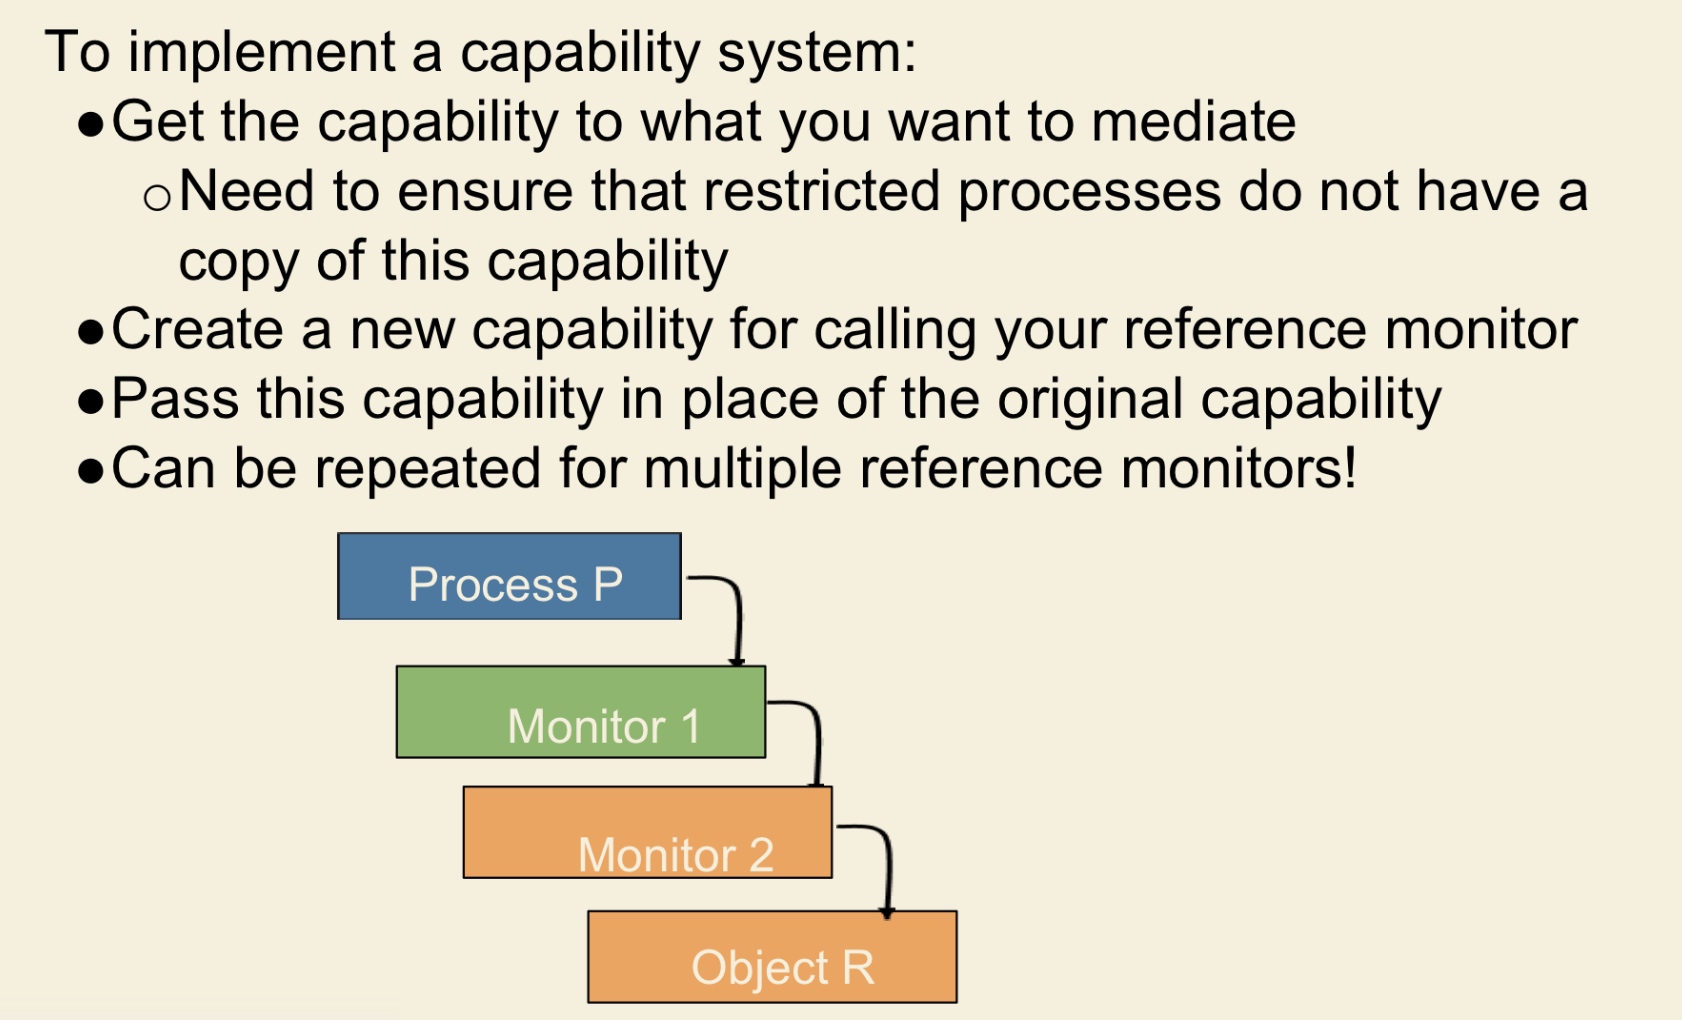 To implement a capability system:
●Get the capability to what you want to mediate
○Need to ensure that restricted processes do not have a
copy of this capability
●Create a new capability for calling your reference monitor
●Pass this capability in place of the original capability
●Can be repeated for multiple reference monitors!
Process P
Monitor 1
Monitor 2
Object R